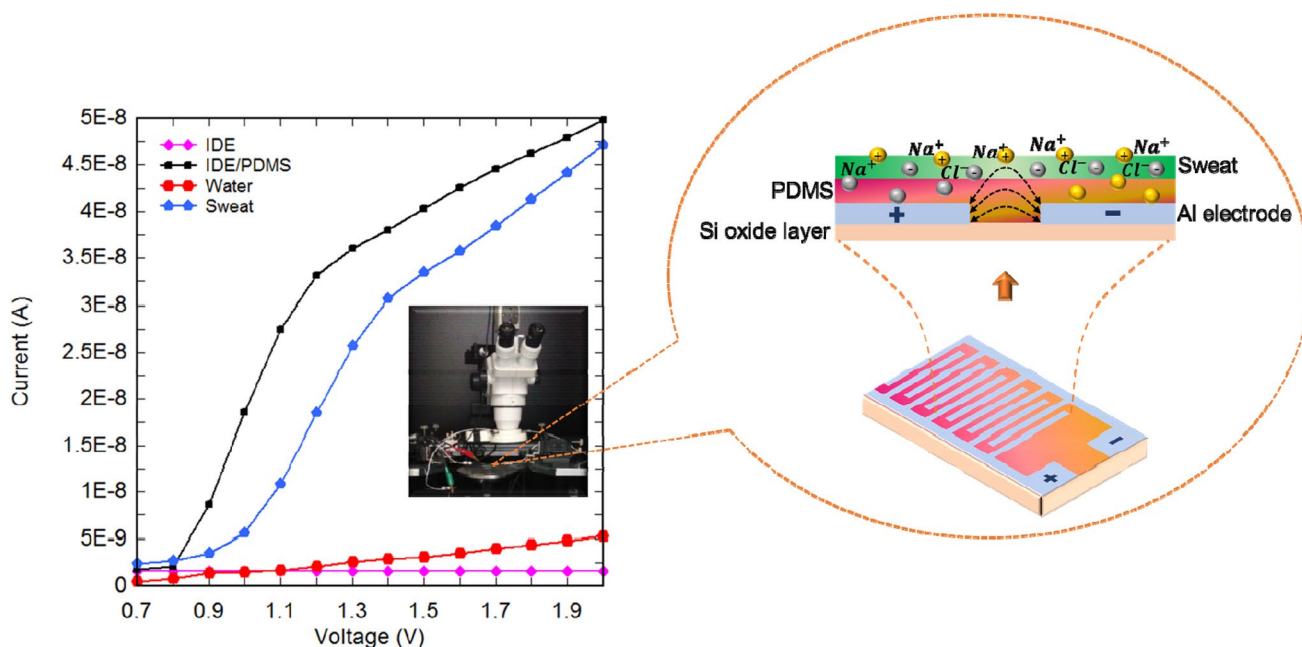 5E-8
4.5E-8
4E-8
3.5E-8
3E-8
2.5E-8
2E-8
1.5E-8
1E-8
5E-9
0
Current (A)
0.7
0.9
1.1
1.3
1.5
1.7
1.9
Voltage (V)
IDE
IDE/PDMS
Water
Sweat
Na⁺ Na⁺ Na⁺ Na⁺ Na⁺
+ + + + +
Na⁺ - Cl⁻ - - Cl⁻ - Cl⁻ -
Sweat
PDMS
+ −
Al electrode
Si oxide layer
−
+